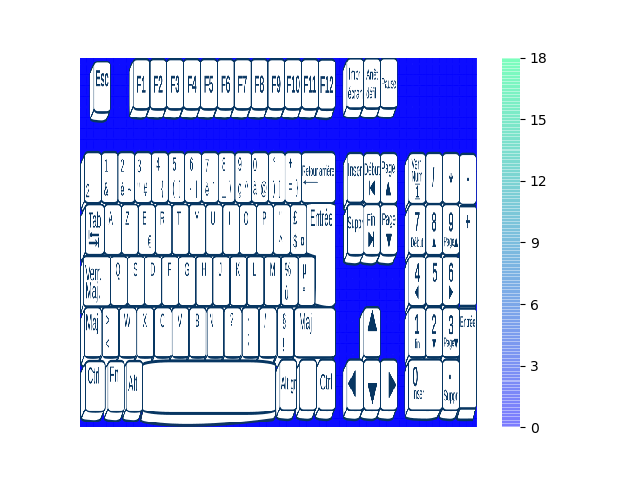 Esc F1 F2 F3 F4 F5 F6 F7 F8 F9 F10 F11 F12 Impr écran Arrêt défil Pause
1 2 3 4 5 6 7 8 9 0 ° + Retour arrière Inser Début Page Verr Num / * -
2 & é ~ " # ' { ( [ - | è ` _ \ ç ^ à @ ) ] = }
Tab A Z E R T Y U I O P £ Entrée Suppr Fin Page 7 8 9 +
€ ^ $ ¤ Début Page
Verr. Maj. Q S D F G H J K L M % µ 4 5 6
ù *
Maj > W X C V B N ? . / § Maj 1 2 3 Entrée
< , ; : ! fin Page
Ctrl Fn Alt Alt gr Ctrl 0 .
Inser Suppr
18
15
12
9
6
3
0